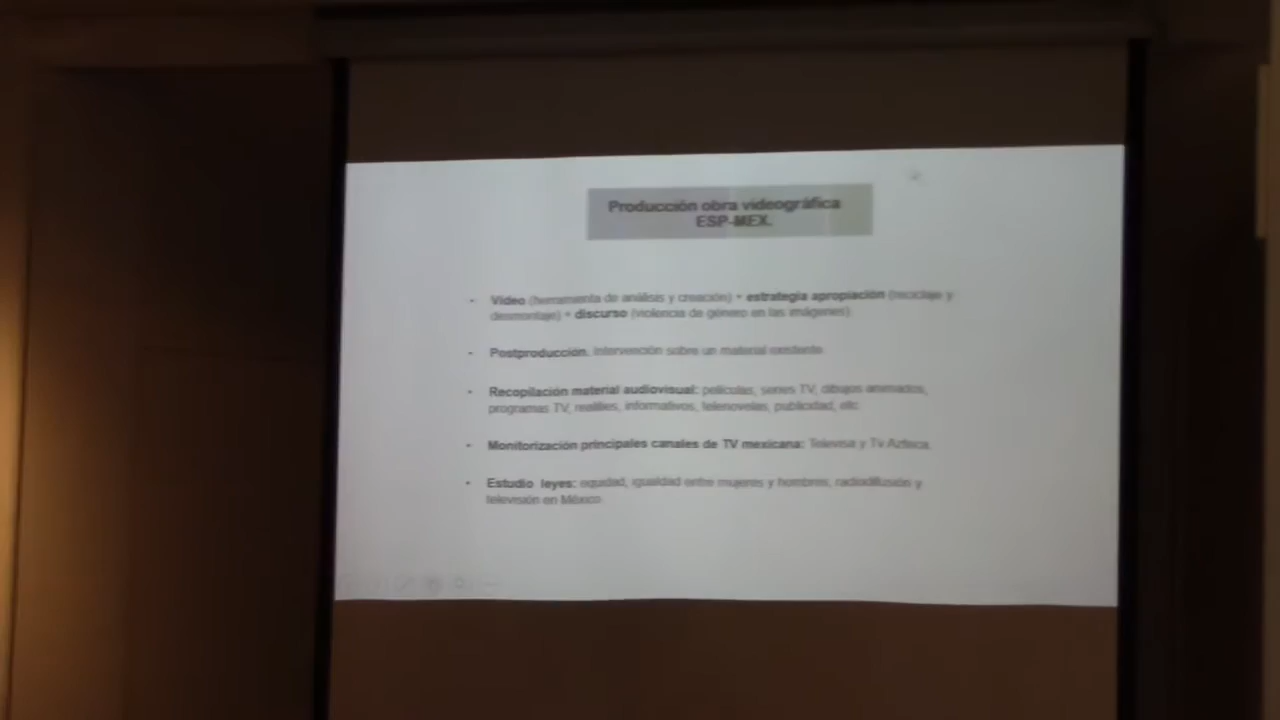 Producción obra videográfica
ESP-MEX.
• Vídeo (herramienta de análisis y creación) + estrategia apropiación (reciclaje y
desmontaje) + discurso (violencia de género en las imágenes).
• Postproducción. Intervención sobre un material existente.
• Recopilación material audiovisual: películas, series TV, dibujos animados,
programas TV, realities, informativos, telenovelas, publicidad, etc.
• Monitorización principales canales de TV mexicana: Televisa y Tv Azteca.
• Estudio leyes: equidad, igualdad entre mujeres y hombres, radiodifusión y
televisión en México.